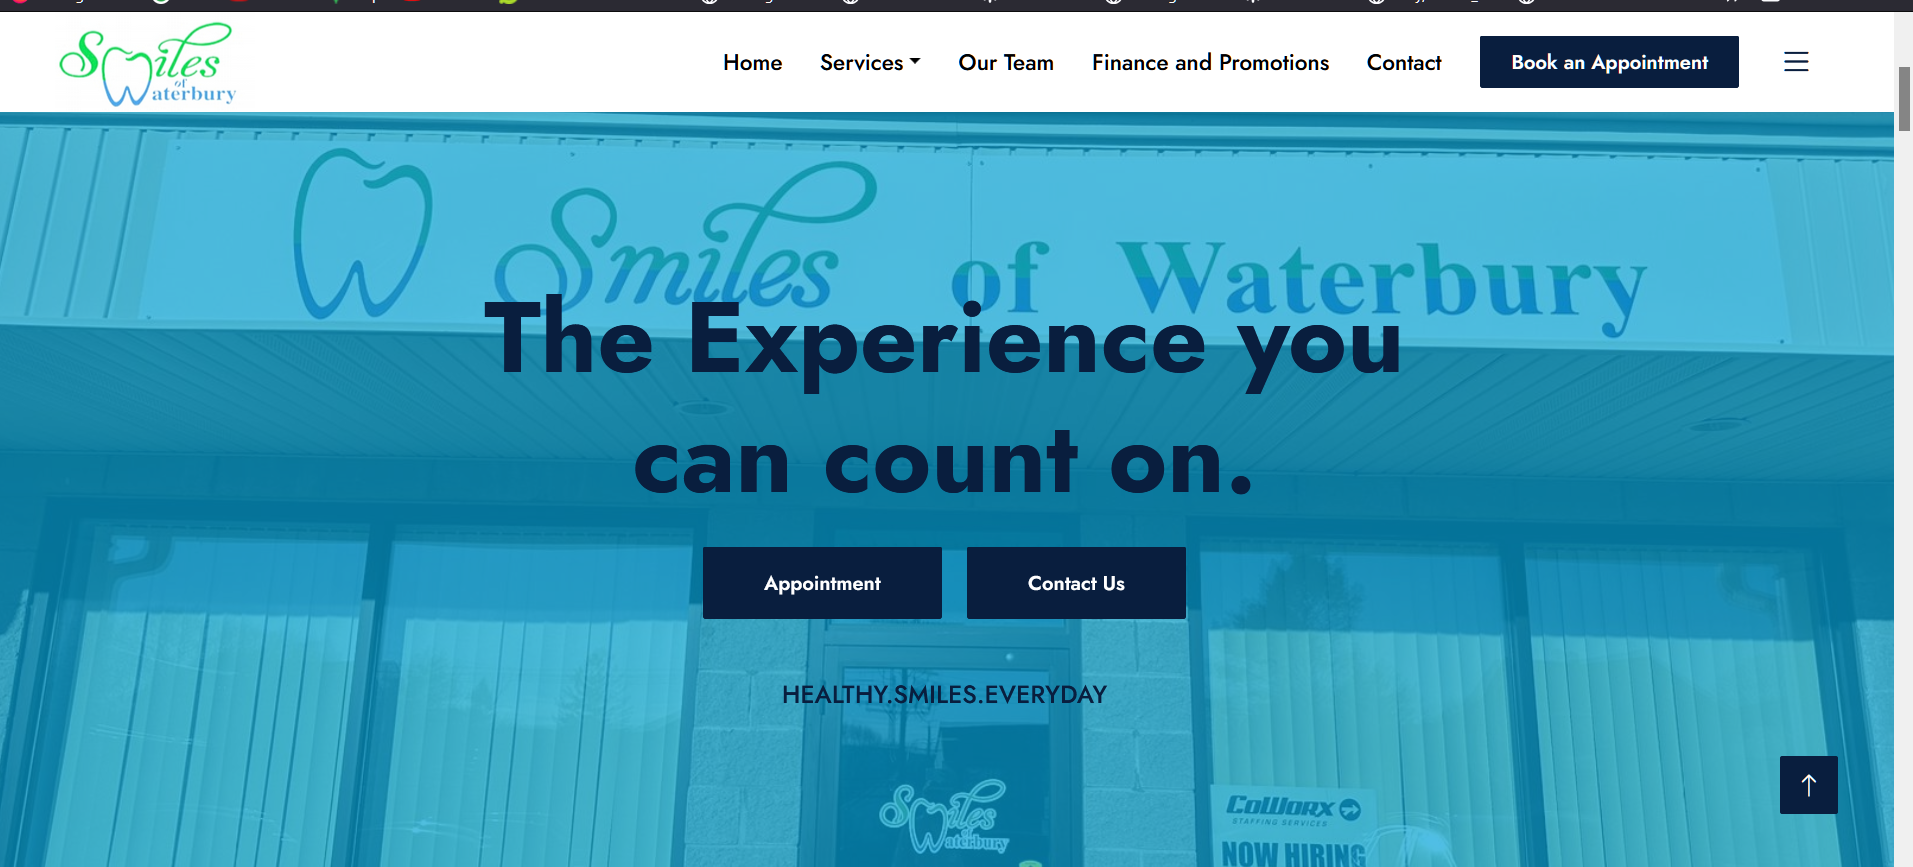 Smiles
of
Waterbury
Home Services Our Team Finance and Promotions Contact Book an Appointment
Smiles of Waterbury
The Experience you
can count on.
Appointment Contact Us
HEALTHY.SMILES.EVERYDAY
Smiles
of
Waterbury
COWORX
STAFFING SERVICES
NOW HIRING